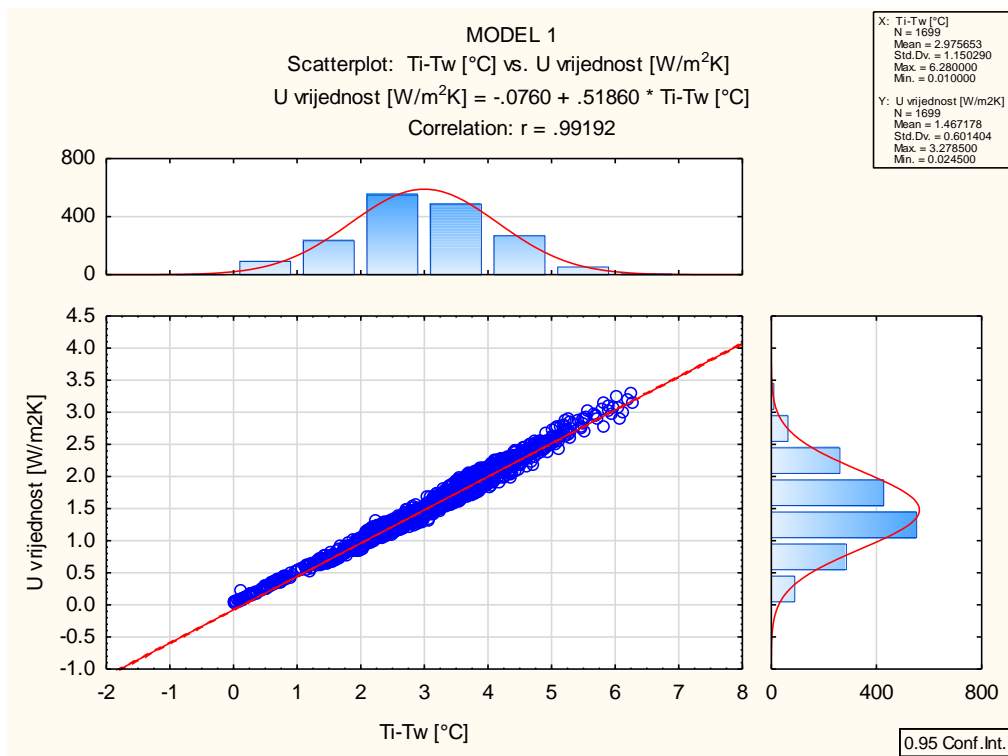 MODEL 1
Scatterplot: Ti-Tw [°C] vs. U vrijednost [W/m²K]
U vrijednost [W/m²K] = -.0760 + .51860 * Ti-Tw [°C]
Correlation: r = .99192
X: Ti-Tw [°C]
N = 1699
Mean = 2.975653
Std.Dv. = 1.150290
Max. = 6.280000
Min. = 0.010000
Y: U vrijednost [W/m2K]
N = 1699
Mean = 1.467178
Std.Dv. = 0.601404
Max. = 3.278500
Min. = 0.024500
800
400
0
4.5
4.0
3.5
3.0
2.5
2.0
1.5
1.0
0.5
0.0
-0.5
-1.0
U vrijednost [W/m2K]
-2 -1 0 1 2 3 4 5 6 7 8
Ti-Tw [°C]
0 400 800
0.95 Conf.Int.